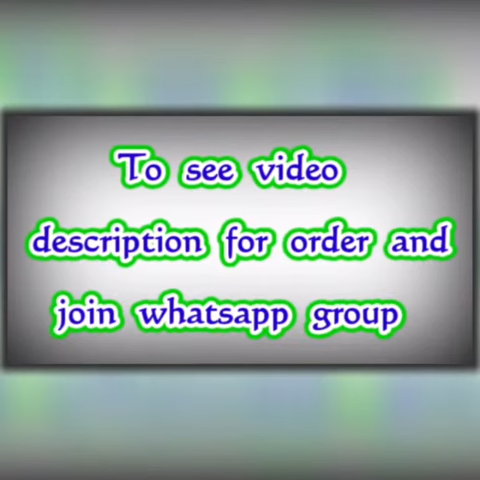 To see video
description for order and
join whatsapp group